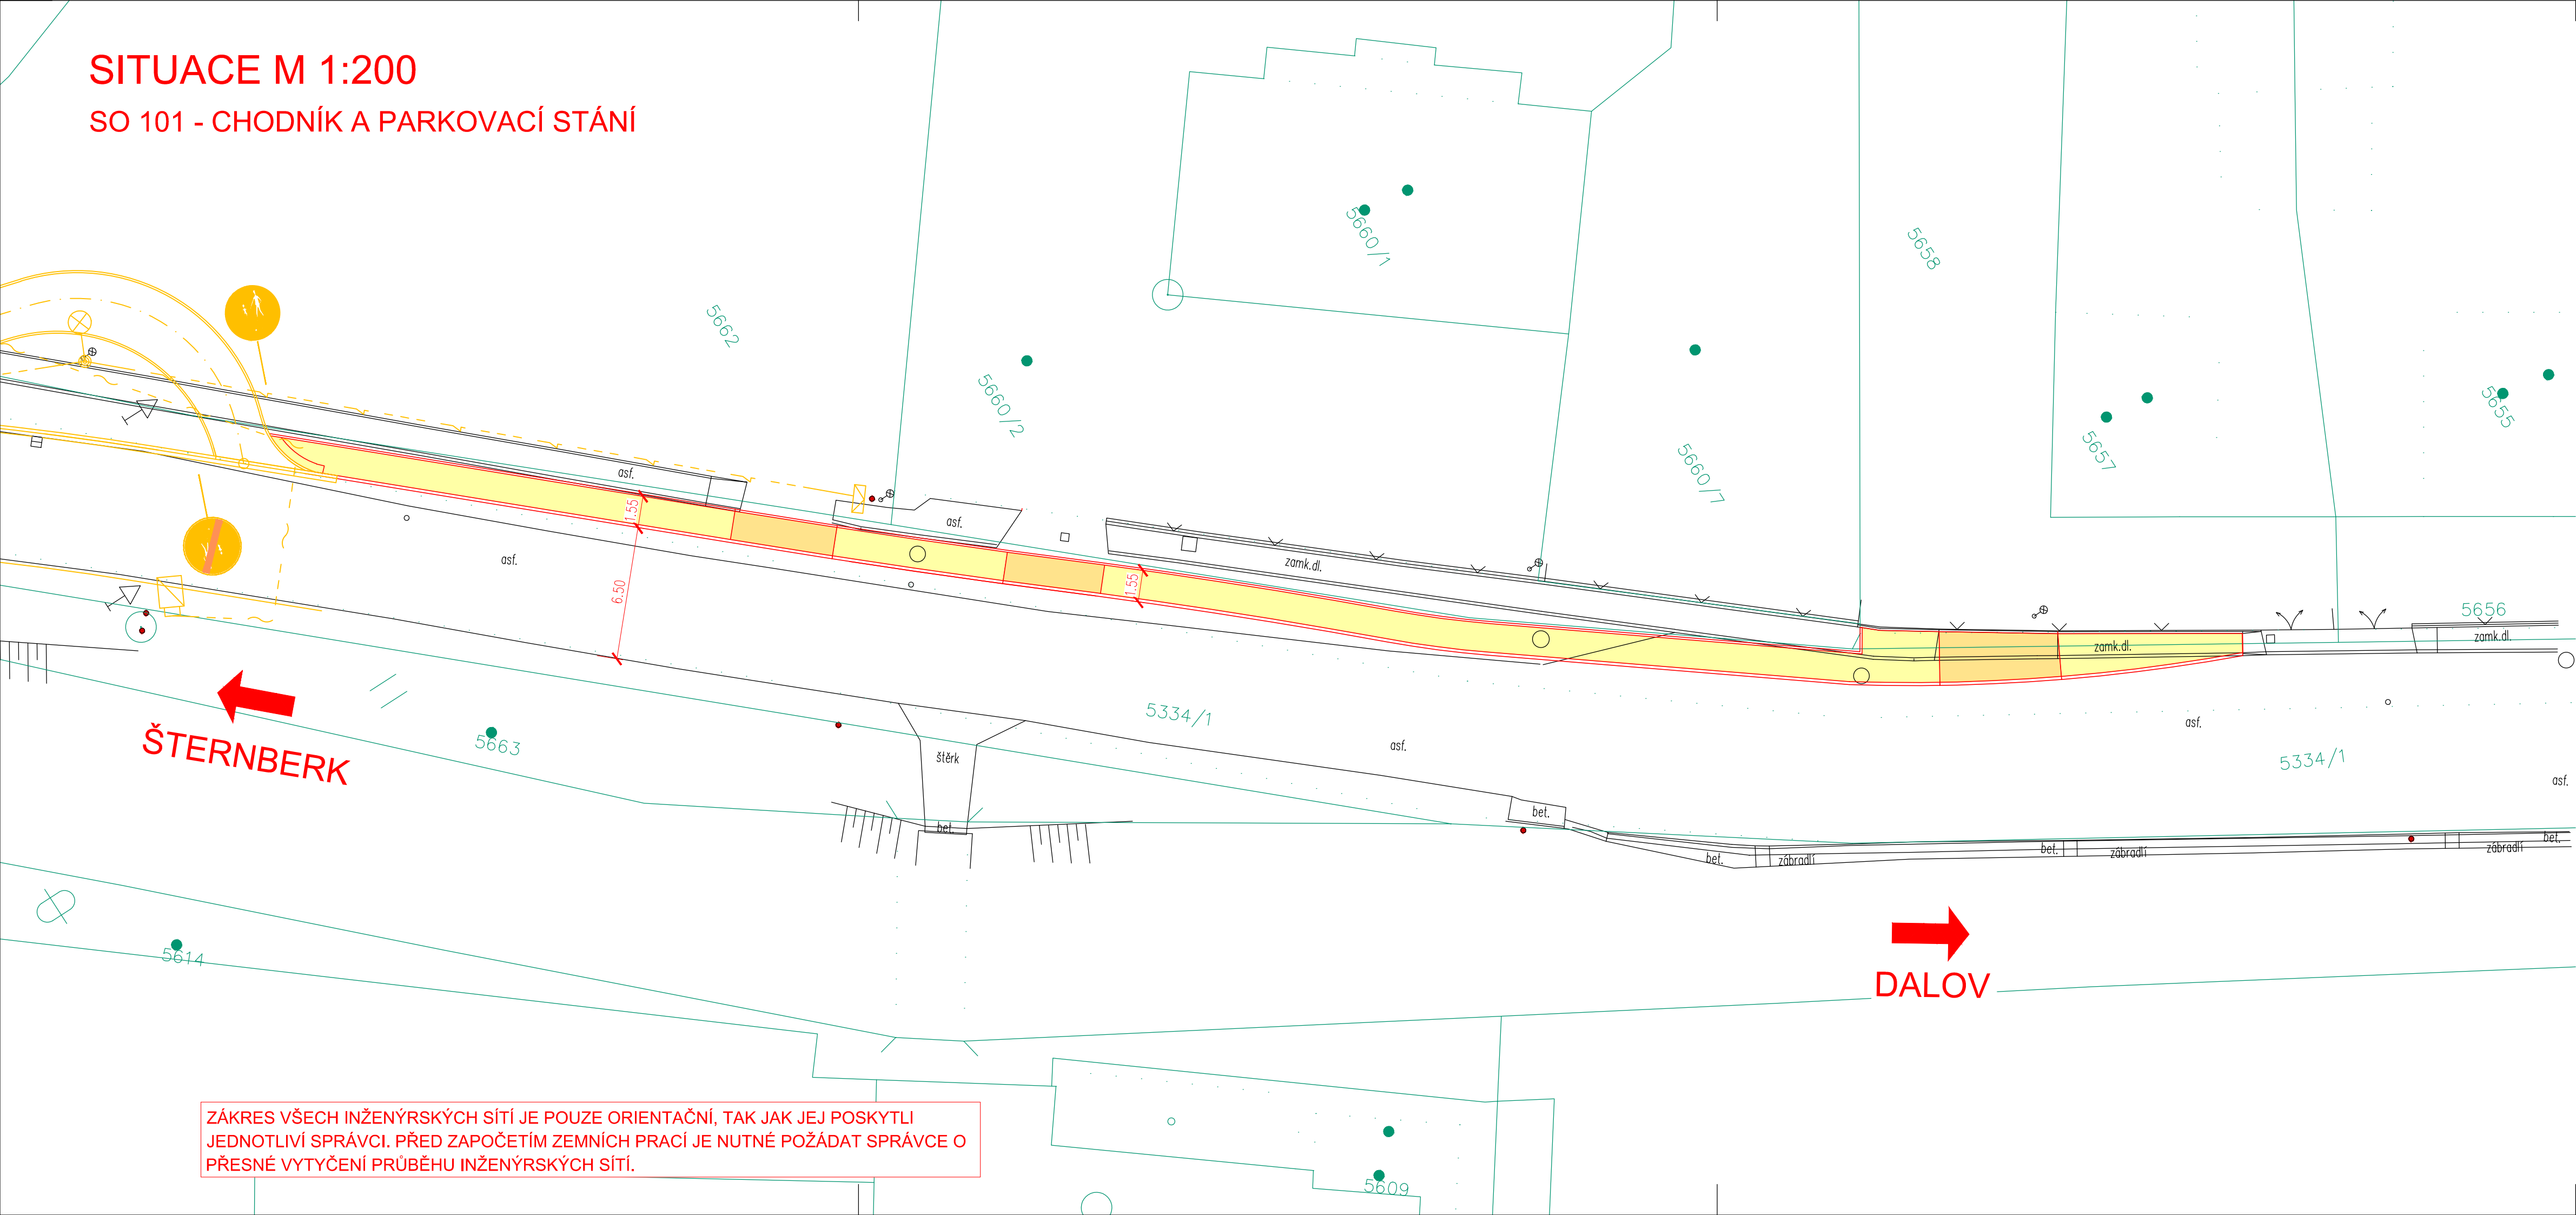 SITUACE M 1:200
SO 101 - CHODNÍK A PARKOVACÍ STÁNÍ
5660/1
5658
5662
5660/2
5660/7
5657
5655
asf.
1.55
asf.
asf.
6.50
zamk.dl.
1.55
5656
zamk.dl.
zamk.dl.
ŠTERNBERK
5663
5334/1
štěrk
asf.
asf.
5334/1
asf.
bet.
bet.
bet.
zábradlí
bet.
zábradlí
zábradlí
bet.
5614
DALOV
ZÁKRES VŠECH INŽENÝRSKÝCH SÍTÍ JE POUZE ORIENTAČNÍ, TAK JAK JEJ POSKYTLI
JEDNOTLIVÍ SPRÁVCI. PŘED ZAPOČETÍM ZEMNÍCH PRACÍ JE NUTNÉ POŽÁDAT SPRÁVCE O
PŘESNÉ VYTYČENÍ PRŮBĚHU INŽENÝRSKÝCH SÍTÍ.
5609